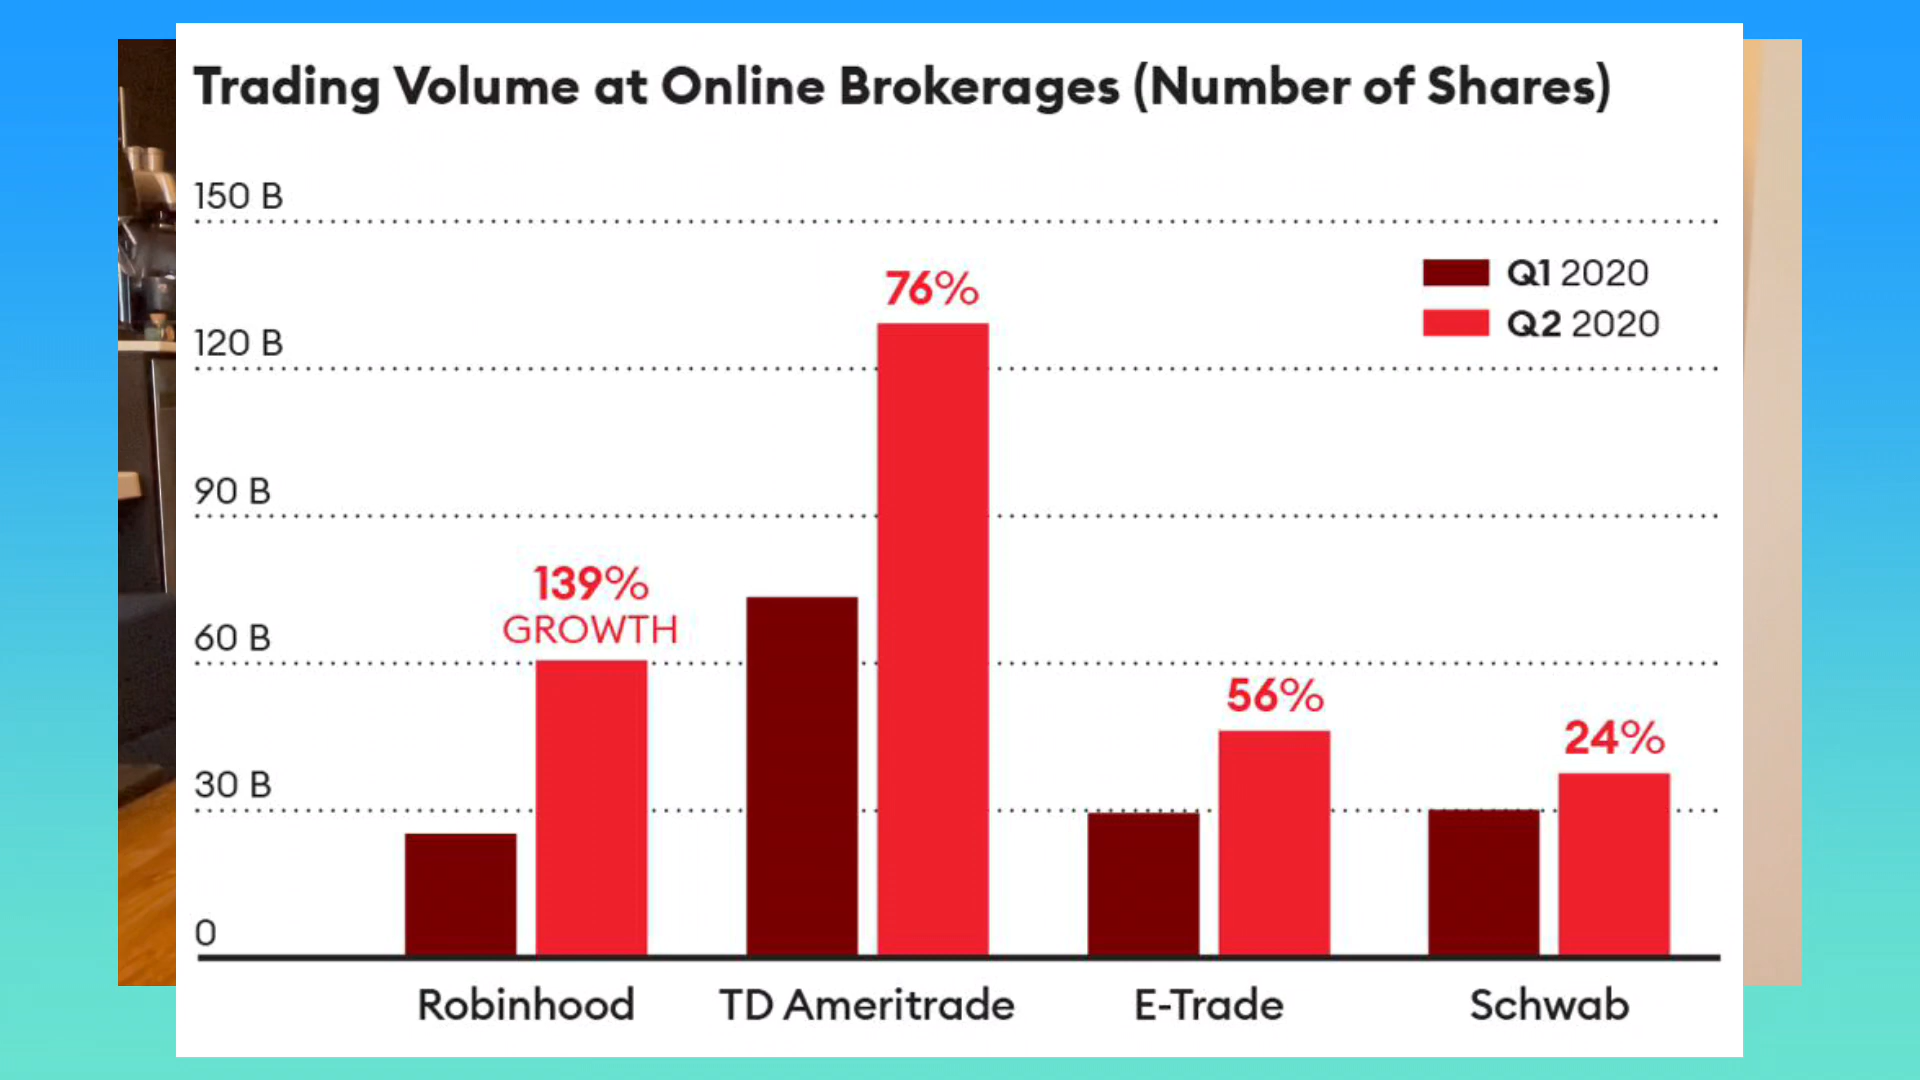 Trading Volume at Online Brokerages (Number of Shares)
150 B
Q1 2020
Q2 2020
76%
120 B
90 B
139%
GROWTH
60 B
56%
24%
30 B
0
Robinhood TD Ameritrade E-Trade Schwab